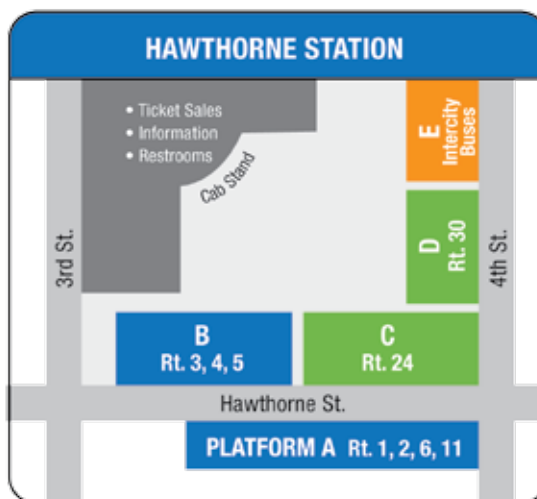 HAWTHORNE STATION
• Ticket Sales
• Information
• Restrooms
Cab Stand
E
Intercity
Buses
D
Rt. 30
3rd St.
4th St.
B
Rt. 3, 4, 5
C
Rt. 24
Hawthorne St.
PLATFORM A Rt. 1, 2, 6, 11